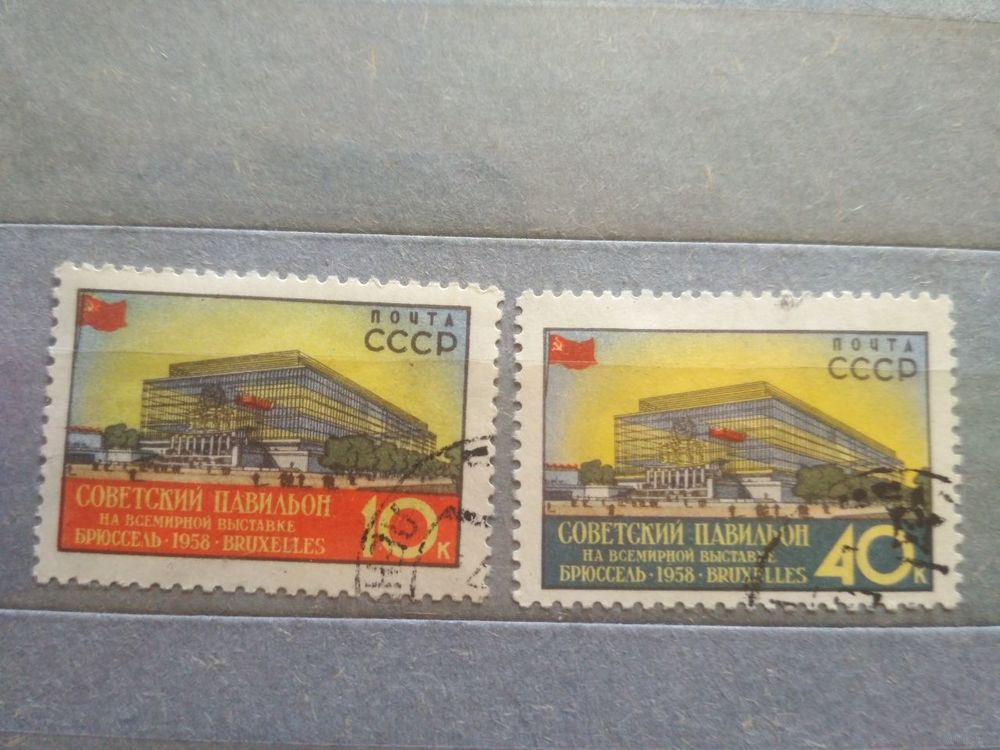 ПОЧТА
СССР
СОВЕТСКИЙ ПАВИЛЬОН
НА ВСЕМИРНОЙ ВЫСТАВКЕ
БРЮССЕЛЬ · 1958 · BRUXELLES
10 К
ПОЧТА
СССР
СОВЕТСКИЙ ПАВИЛЬОН
НА ВСЕМИРНОЙ ВЫСТАВКЕ
БРЮССЕЛЬ · 1958 · BRUXELLES
40 К